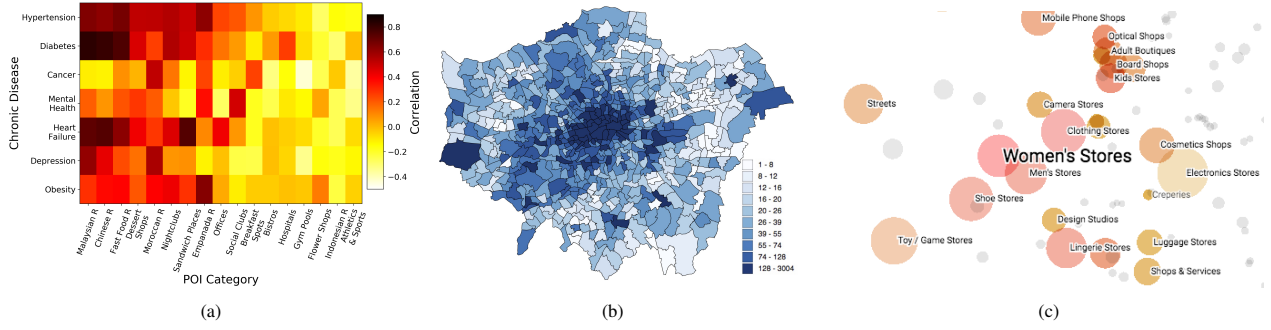 Chronic Disease
Hypertension
Diabetes
Cancer
Mental
Health
Heart
Failure
Depression
Obesity
Malaysian R
Chinese R
Fast Food R
Dessert
Shops
Moroccan R
Nightclubs
Sandwich Places
Empanada R
Offices
Social Clubs
Breakfast
Spots
Bistros
Hospitals
Gym Pools
Flower Shops
Indonesian R
Athletics
& Sports
POI Category
0.8
0.6
0.4
0.2
0.0
−0.2
−0.4
Correlation
(a)
1 - 8
8 - 12
12 - 16
16 - 20
20 - 26
26 - 39
39 - 55
55 - 74
74 - 128
128 - 3004
(b)
Mobile Phone Shops
Optical Shops
Adult Boutiques
Board Shops
Kids Stores
Streets
Camera Stores
Clothing Stores
Cosmetics Shops
Women's Stores
Men's Stores
Electronics Stores
Creperies
Shoe Stores
Design Studios
Toy / Game Stores
Lingerie Stores
Luggage Stores
Shops & Services
(c)